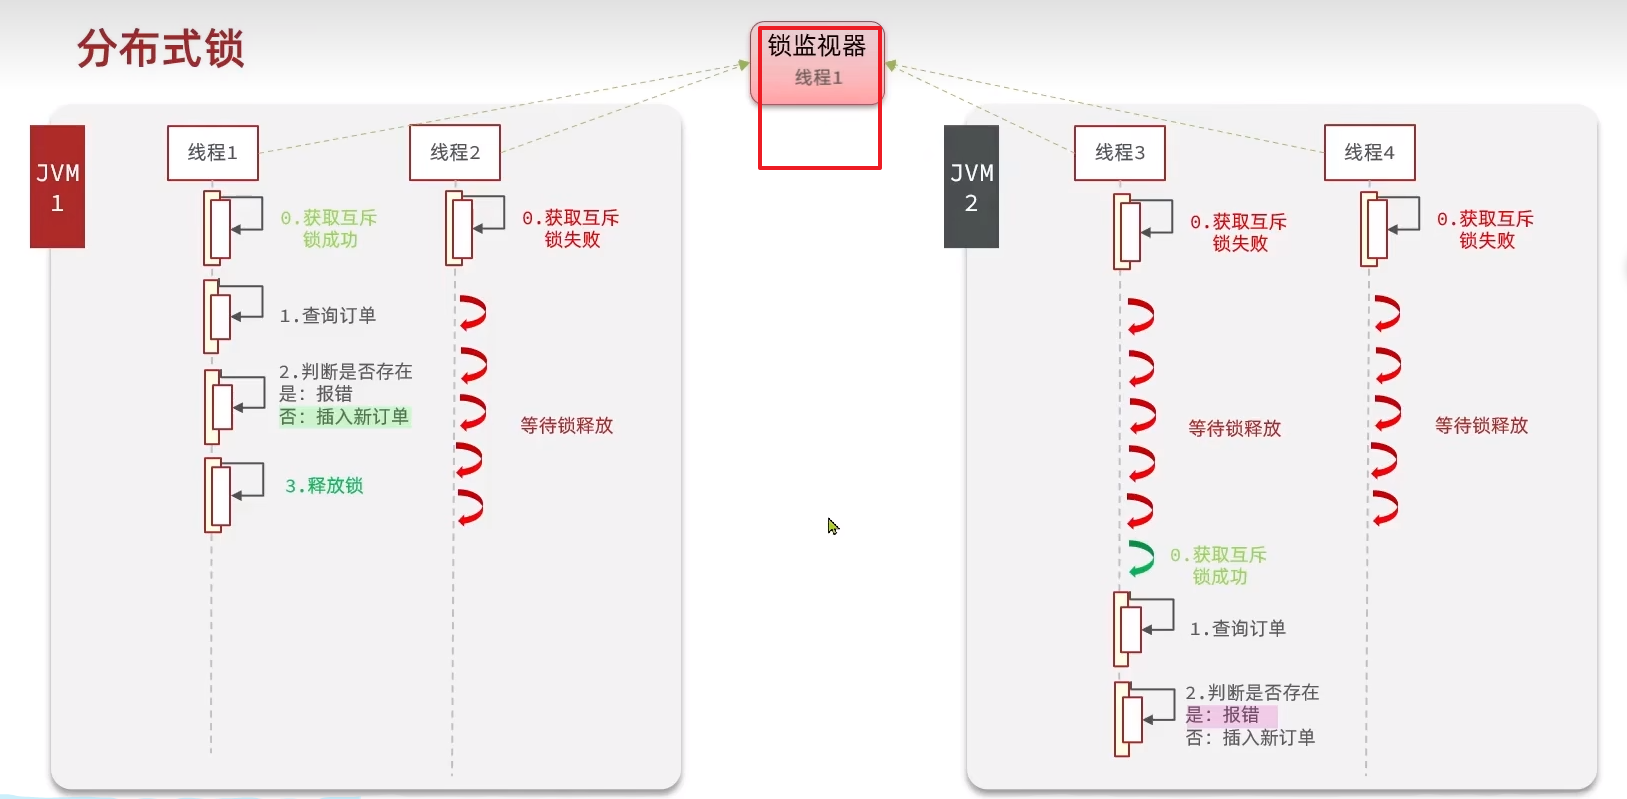 分布式锁
锁监视器
线程1
JVM
1
线程1
0.获取互斥
锁成功
1.查询订单
2.判断是否存在
是：报错
否：插入新订单
3.释放锁
线程2
0.获取互斥
锁失败
等待锁释放
JVM
2
线程3
0.获取互斥
锁失败
等待锁释放
0.获取互斥
锁成功
1.查询订单
2.判断是否存在
是：报错
否：插入新订单
线程4
0.获取互斥
锁失败
等待锁释放